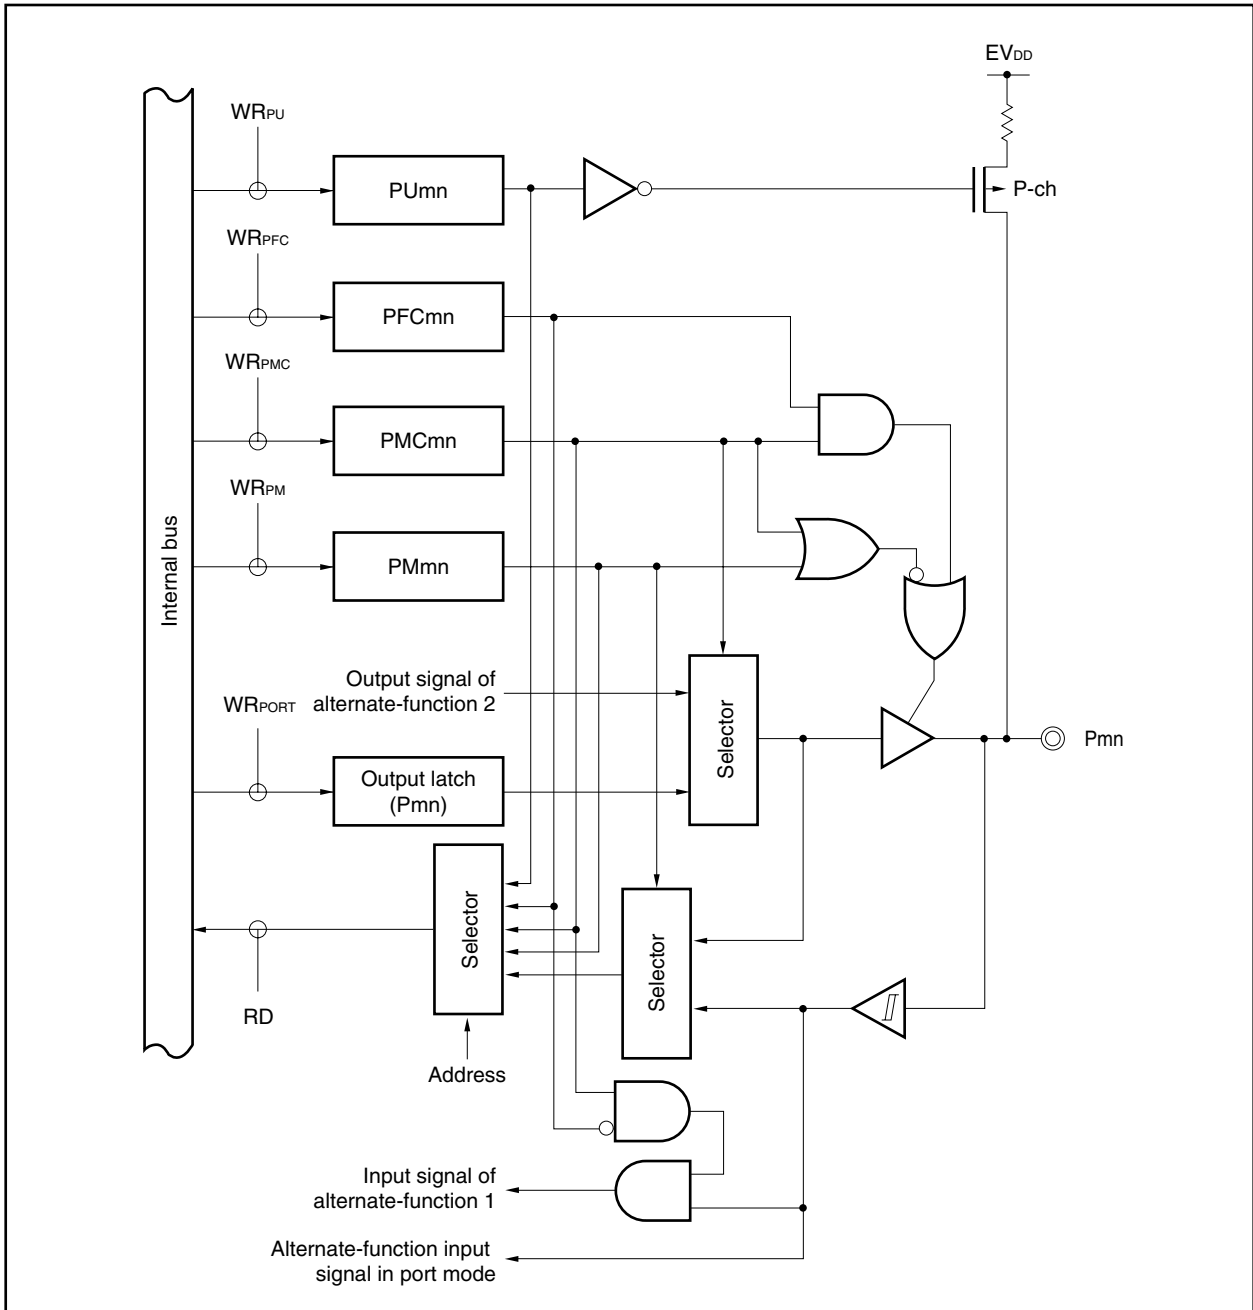 EVDD
WRPU
PUmn
P-ch
WRPFC
PFCmn
WRPMC
PMCmn
WRPM
PMmn
Internal bus
Output signal of
alternate-function 2
WRPORT
Selector
Pmn
Output latch
(Pmn)
Selector
Selector
RD
Address
Input signal of
alternate-function 1
Alternate-function input
signal in port mode